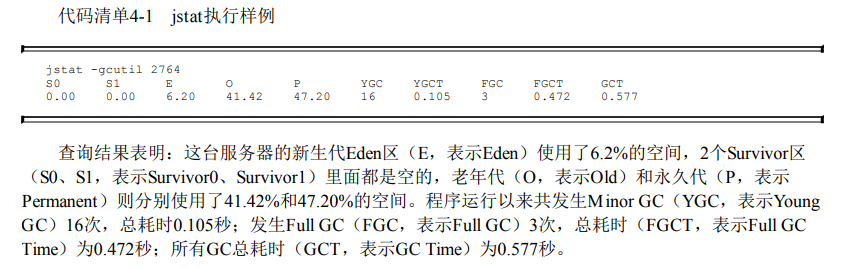 代码清单4-1 jstat执行样例
jstat -gcutil 2764
S0 S1 E O P YGC YGCT FGC FGCT GCT
0.00 0.00 6.20 41.42 47.20 16 0.105 3 0.472 0.577
查询结果表明：这台服务器的新生代Eden区（E，表示Eden）使用了6.2%的空间，2个Survivor区
（S0、S1，表示Survivor0、Survivor1）里面都是空的，老年代（O，表示Old）和永久代（P，表示
Permanent）则分别使用了41.42%和47.20%的空间。程序运行以来共发生Minor GC（YGC，表示Young
GC）16次，总耗时0.105秒；发生Full GC（FGC，表示Full GC）3次，总耗时（FGCT，表示Full GC
Time）为0.472秒；所有GC总耗时（GCT，表示GC Time）为0.577秒。